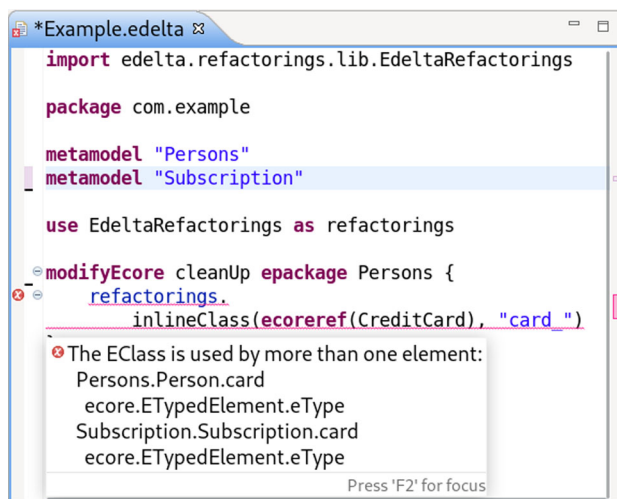 *Example.edelta
import edelta.refactorings.lib.EdeltaRefactorings
package com.example
metamodel "Persons"
metamodel "Subscription"
use EdeltaRefactorings as refactorings
modifyEcore cleanUp epackage Persons {
refactorings.
inlineClass(ecoreref(CreditCard), "card_")
The EClass is used by more than one element:
Persons.Person.card
ecore.ETypedElement.eType
Subscription.Subscription.card
ecore.ETypedElement.eType
Press 'F2' for focus